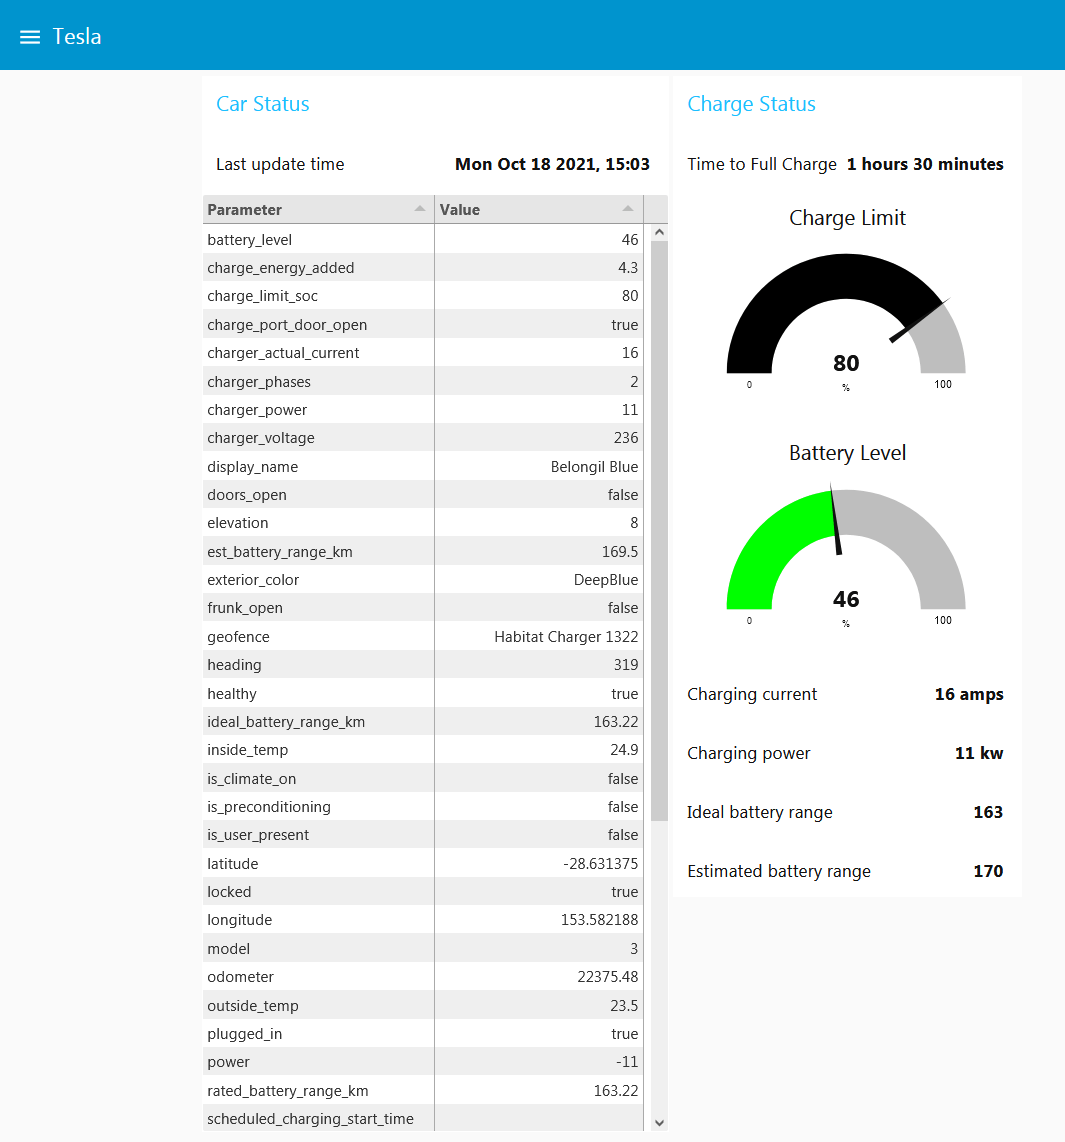 Tesla
Car Status
Last update time Mon Oct 18 2021, 15:03
Parameter Value
battery_level 46
charge_energy_added 4.3
charge_limit_soc 80
charge_port_door_open true
charger_actual_current 16
charger_phases 2
charger_power 11
charger_voltage 236
display_name Belongil Blue
doors_open false
elevation 8
est_battery_range_km 169.5
exterior_color DeepBlue
frunk_open false
geofence Habitat Charger 1322
heading 319
healthy true
ideal_battery_range_km 163.22
inside_temp 24.9
is_climate_on false
is_preconditioning false
is_user_present false
latitude -28.631375
locked true
longitude 153.582188
model 3
odometer 22375.48
outside_temp 23.5
plugged_in true
power -11
rated_battery_range_km 163.22
scheduled_charging_start_time
Charge Status
Time to Full Charge 1 hours 30 minutes
Charge Limit
80
0 % 100
Battery Level
46
0 % 100
Charging current 16 amps
Charging power 11 kw
Ideal battery range 163
Estimated battery range 170